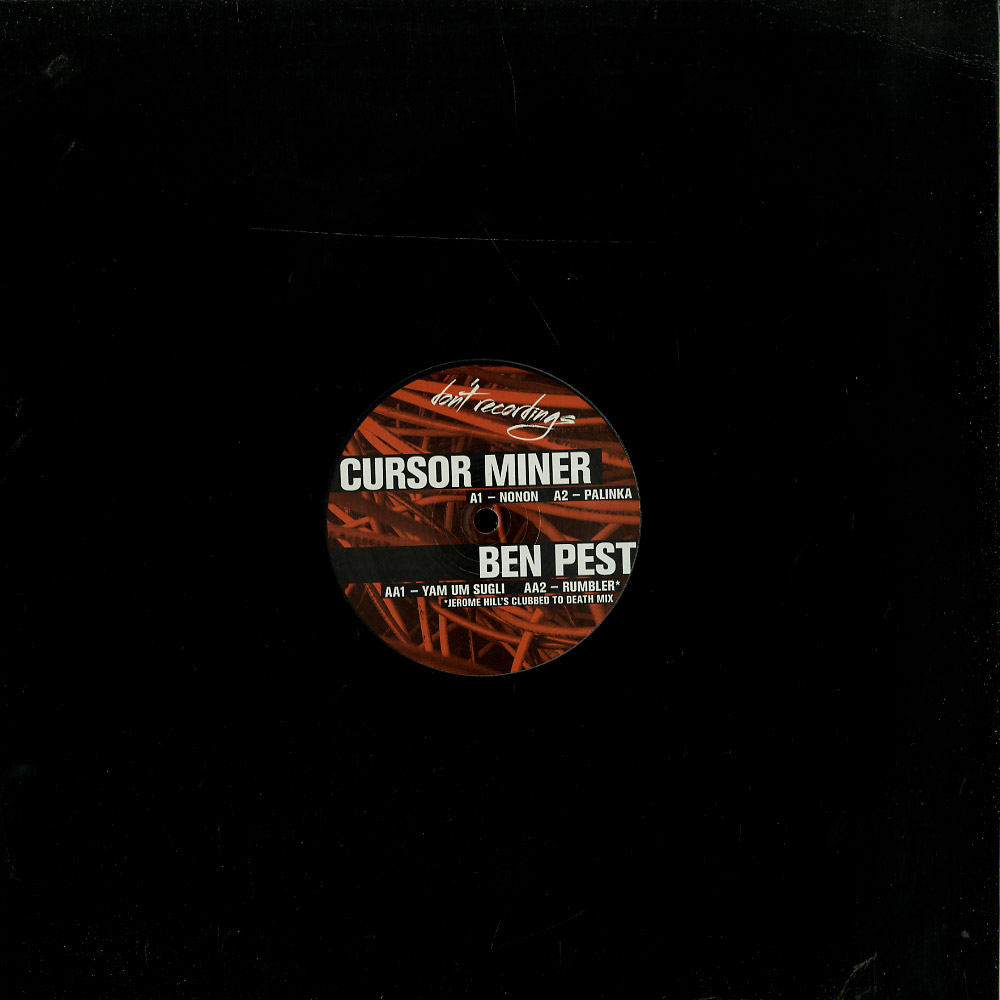 don't recordings
CURSOR MINER
A1 – NONON A2 – PALINKA
BEN PEST
AA1 – YAM UM SUGLI AA2 – RUMBLER*
*JEROME HILL'S CLUBBED TO DEATH MIX